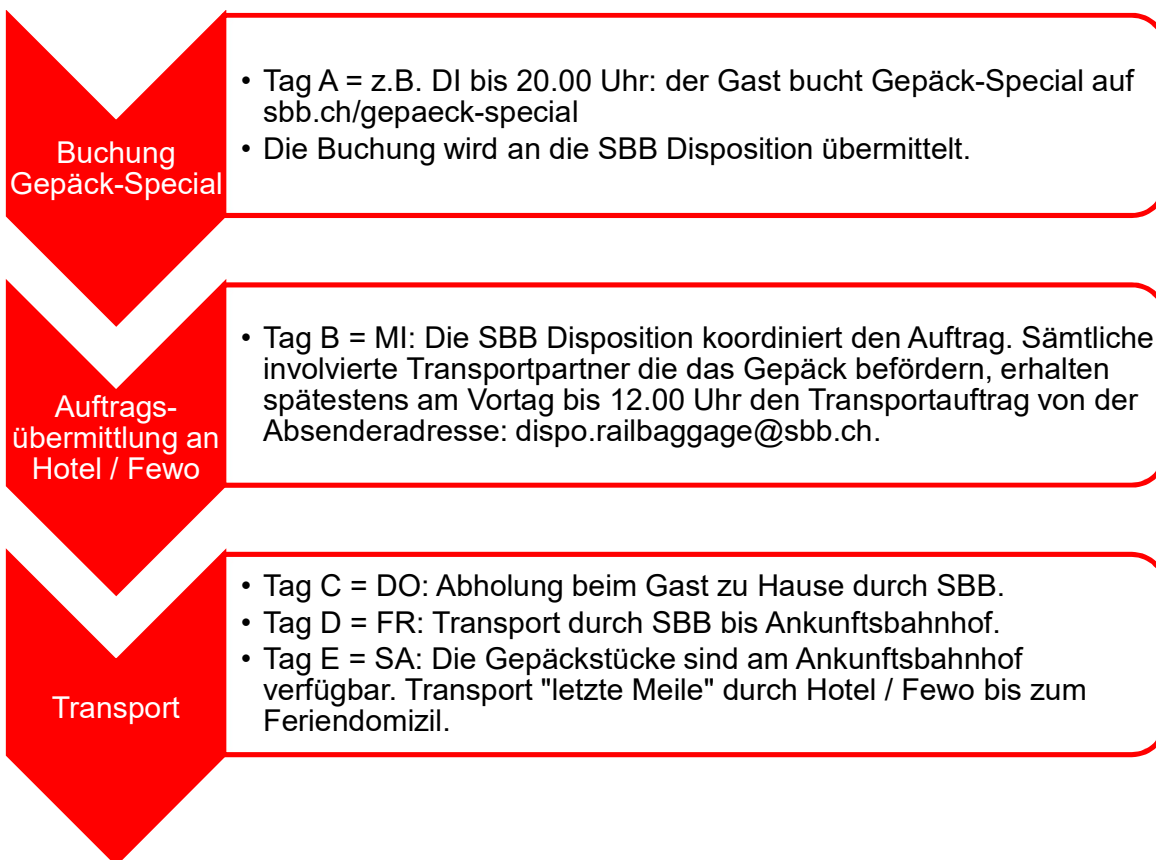 Buchung
Gepäck-Special
• Tag A = z.B. DI bis 20.00 Uhr: der Gast bucht Gepäck-Special auf
sbb.ch/gepaeck-special
• Die Buchung wird an die SBB Disposition übermittelt.
Auftrags-
übermittlung an
Hotel / Fewo
• Tag B = MI: Die SBB Disposition koordiniert den Auftrag. Sämtliche
involvierte Transportpartner die das Gepäck befördern, erhalten
spätestens am Vortag bis 12.00 Uhr den Transportauftrag von der
Absenderadresse: dispo.railbaggage@sbb.ch.
Transport
• Tag C = DO: Abholung beim Gast zu Hause durch SBB.
• Tag D = FR: Transport durch SBB bis Ankunftsbahnhof.
• Tag E = SA: Die Gepäckstücke sind am Ankunftsbahnhof
verfügbar. Transport "letzte Meile" durch Hotel / Fewo bis zum
Feriendomizil.